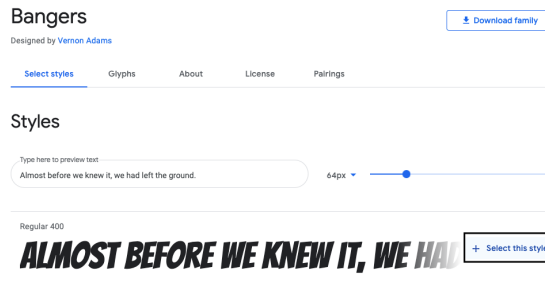 Bangers
Download family
Designed by Vernon Adams
Select styles Glyphs About License Pairings
Styles
Type here to preview text
Almost before we knew it, we had left the ground.
64px
Regular 400
ALMOST BEFORE WE KNEW IT, WE HAD
+ Select this style